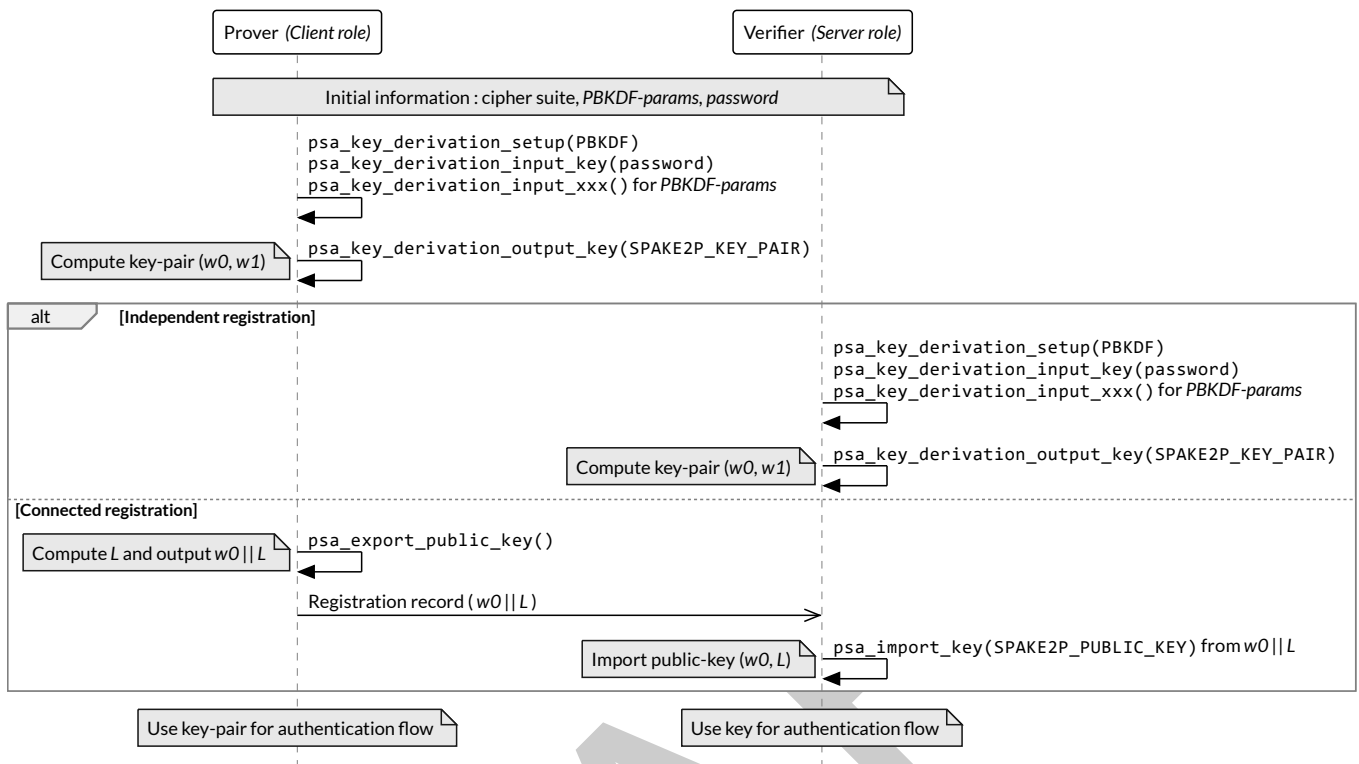 Prover (Client role)
Verifier (Server role)
Initial information : cipher suite, PBKDF-params, password
psa_key_derivation_setup(PBKDF)
psa_key_derivation_input_key(password)
psa_key_derivation_input_xxx() for PBKDF-params
Compute key-pair (w0, w1)
psa_key_derivation_output_key(SPAKE2P_KEY_PAIR)
alt
[Independent registration]
psa_key_derivation_setup(PBKDF)
psa_key_derivation_input_key(password)
psa_key_derivation_input_xxx() for PBKDF-params
Compute key-pair (w0, w1)
psa_key_derivation_output_key(SPAKE2P_KEY_PAIR)
[Connected registration]
Compute L and output w0 || L
psa_export_public_key()
Registration record ( w0 || L )
Import public-key (w0, L)
psa_import_key(SPAKE2P_PUBLIC_KEY) from w0 || L
Use key-pair for authentication flow
Use key for authentication flow